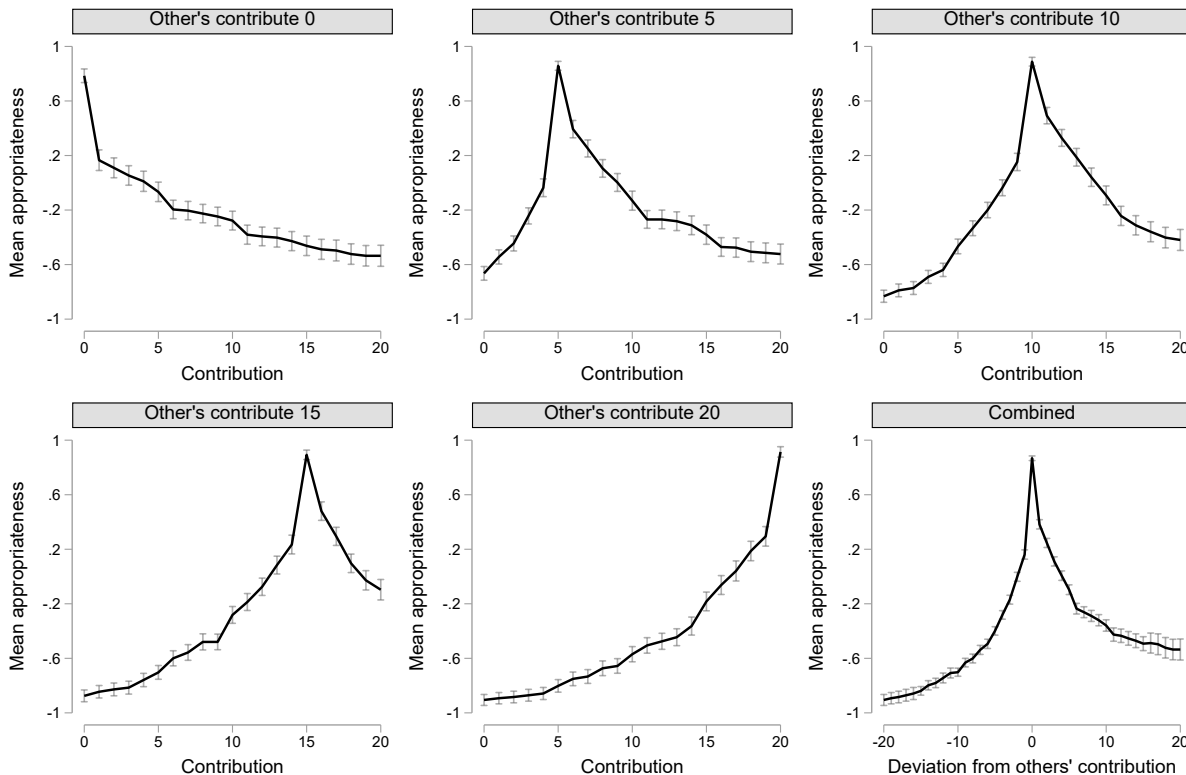 Other's contribute 0
Other's contribute 5
Other's contribute 10
Mean appropriateness
1
.6
.2
-.2
-.6
-1
0 5 10 15 20
Contribution
Mean appropriateness
1
.6
.2
-.2
-.6
-1
0 5 10 15 20
Contribution
Mean appropriateness
1
.6
.2
-.2
-.6
-1
0 5 10 15 20
Contribution
Other's contribute 15
Other's contribute 20
Combined
Mean appropriateness
1
.6
.2
-.2
-.6
-1
0 5 10 15 20
Contribution
Mean appropriateness
1
.6
.2
-.2
-.6
-1
0 5 10 15 20
Contribution
Mean appropriateness
1
.6
.2
-.2
-.6
-1
-20 -10 0 10 20
Deviation from others' contribution